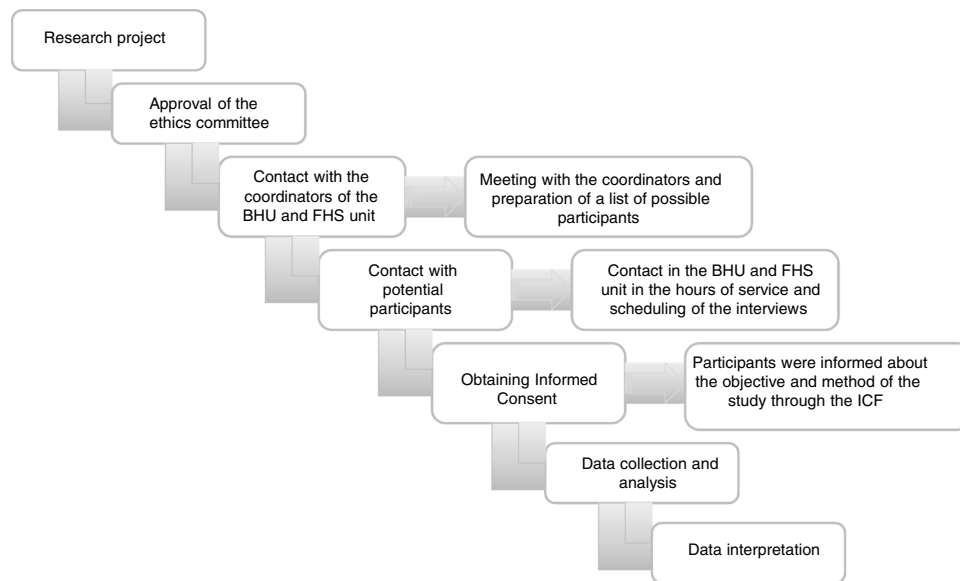 Research project
Approval of the
ethics committee
Contact with the
coordinators of the
BHU and FHS unit
Meeting with the coordinators and
preparation of a list of possible
participants
Contact with
potential
participants
Contact in the BHU and FHS
unit in the hours of service and
scheduling of the interviews
Obtaining Informed
Consent
Participants were informed about
the objective and method of the
study through the ICF
Data collection and
analysis
Data interpretation